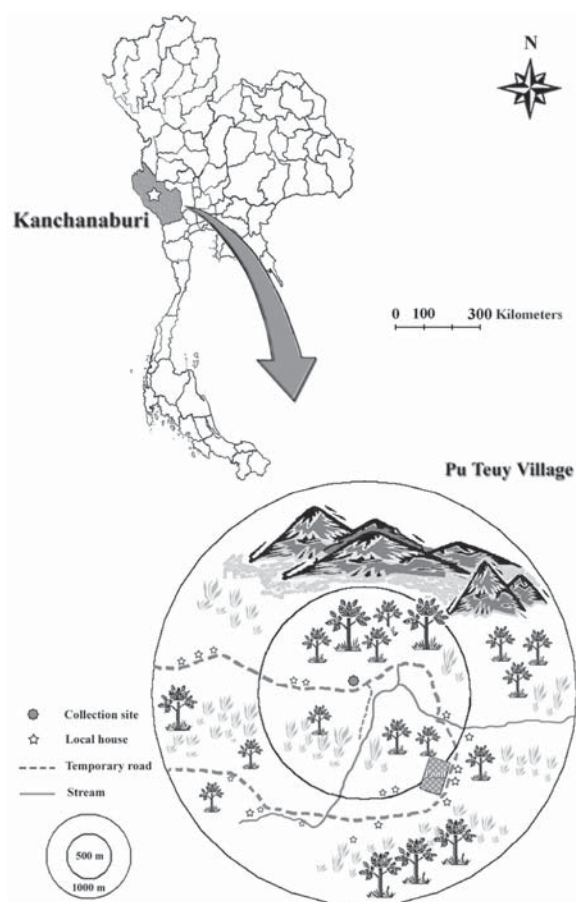 N
Kanchanaburi
0 100 300 Kilometers
Pu Teuy Village
Collection site
Local house
Temporary road
Stream
500 m
1000 m